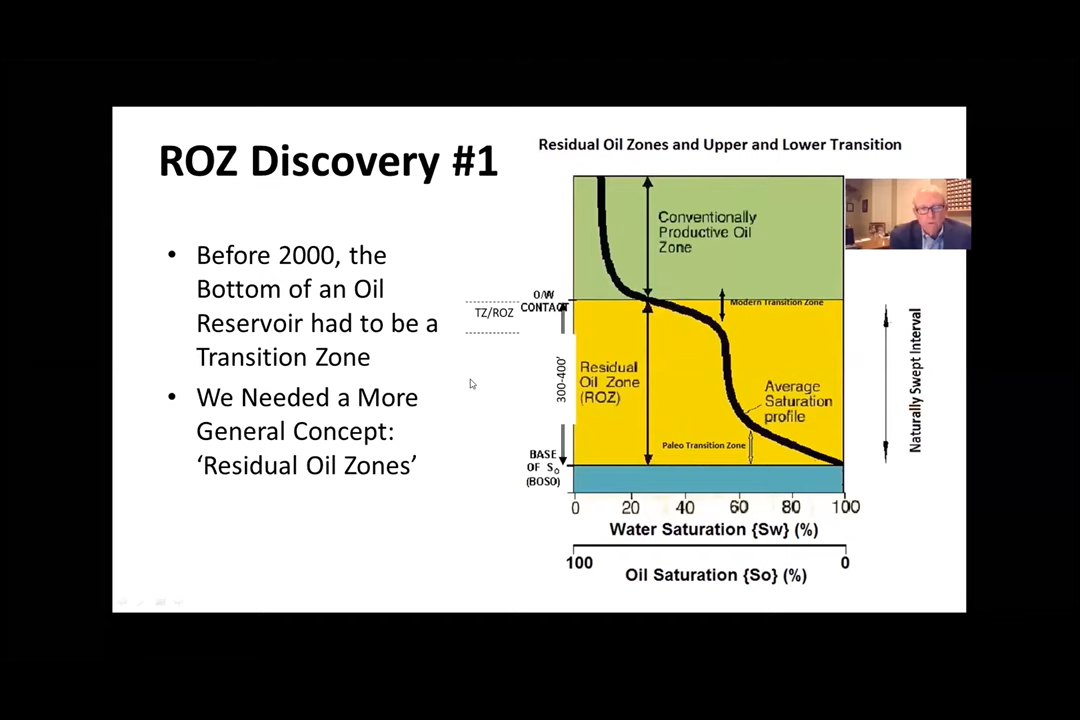 ROZ Discovery #1
• Before 2000, the
Bottom of an Oil
Reservoir had to be a
Transition Zone
• We Needed a More
General Concept:
‘Residual Oil Zones’
Residual Oil Zones and Upper and Lower Transition
Conventionally
Productive Oil
Zone
O/W
CONTACT
TZ/ROZ
Modern Transition Zone
300-400'
Residual
Oil Zone
(ROZ)
Average
Saturation
profile
Paleo Transition Zone
Naturally Swept Interval
BASE
OF So
(BOSO)
0 20 40 60 80 100
Water Saturation {Sw} (%)
100 0
Oil Saturation {So} (%)